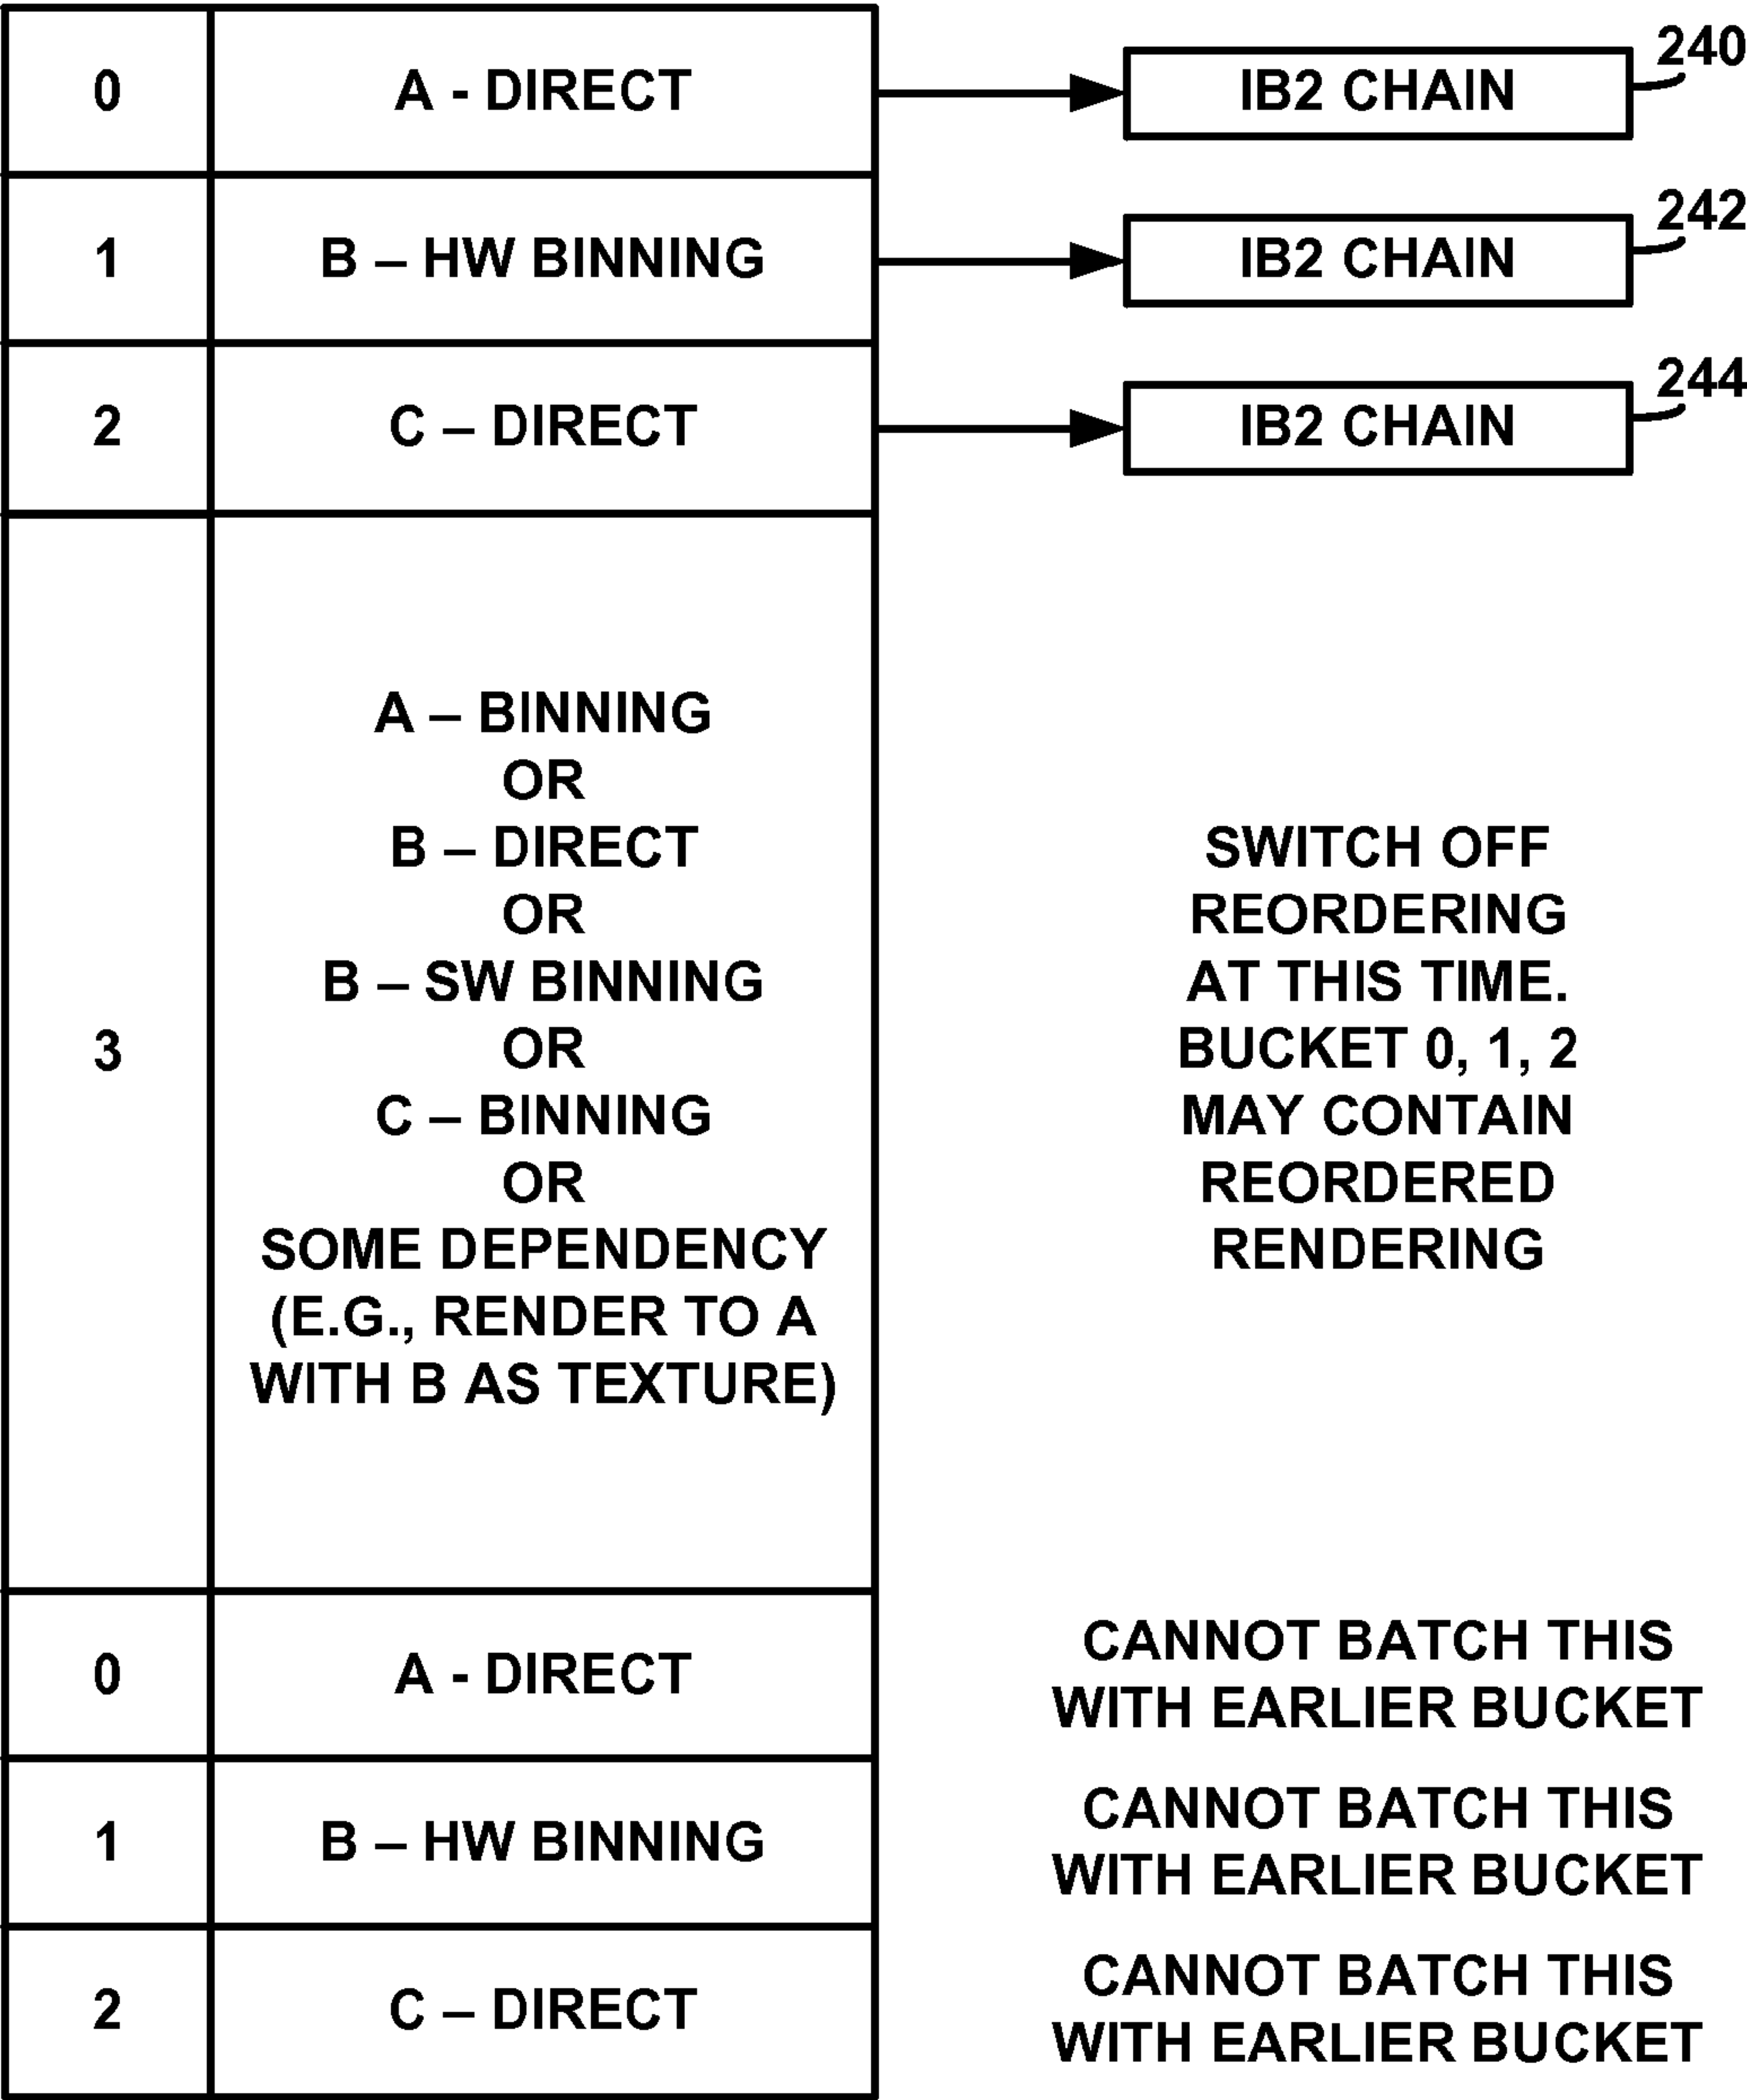 0
A - DIRECT
IB2 CHAIN
240
1
B – HW BINNING
IB2 CHAIN
242
2
C – DIRECT
IB2 CHAIN
244
3
A – BINNING
OR
B – DIRECT
OR
B – SW BINNING
OR
C – BINNING
OR
SOME DEPENDENCY
(E.G., RENDER TO A
WITH B AS TEXTURE)
SWITCH OFF
REORDERING
AT THIS TIME.
BUCKET 0, 1, 2
MAY CONTAIN
REORDERED
RENDERING
0
A - DIRECT
CANNOT BATCH THIS
WITH EARLIER BUCKET
1
B – HW BINNING
CANNOT BATCH THIS
WITH EARLIER BUCKET
2
C – DIRECT
CANNOT BATCH THIS
WITH EARLIER BUCKET